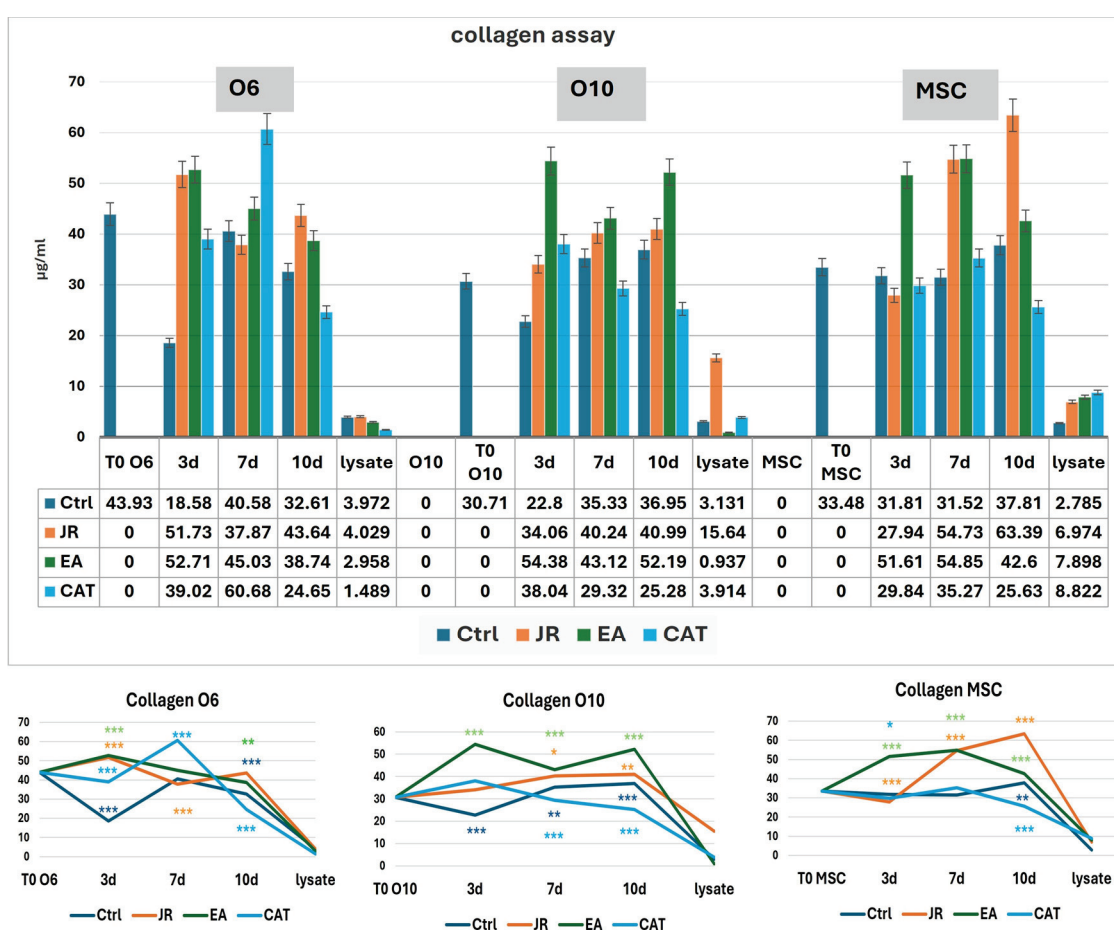 collagen assay
O6
O10
MSC
70
60
50
40
30
20
10
0
µg/ml
T0 O6 3d 7d 10d lysate O10 T0 O10 3d 7d 10d lysate MSC T0 MSC 3d 7d 10d lysate
Ctrl 43.93 18.58 40.58 32.61 3.972 0 30.71 22.8 35.33 36.95 3.131 0 33.48 31.81 31.52 37.81 2.785
JR 0 51.73 37.87 43.64 4.029 0 0 34.06 40.24 40.99 15.64 0 0 27.94 54.73 63.39 6.974
EA 0 52.71 45.03 38.74 2.958 0 0 54.38 43.12 52.19 0.937 0 0 51.61 54.85 42.6 7.898
CAT 0 39.02 60.68 24.65 1.489 0 0 38.04 29.32 25.28 3.914 0 0 29.84 35.27 25.63 8.822
Ctrl JR EA CAT
Collagen O6
70
60
50
40
30
20
10
0
*** *** **
*** ***
***
*** ***
***
T0 O6 3d 7d 10d lysate
Ctrl JR EA CAT
Collagen O10
60
50
40
30
20
10
0
*** *** ***
* **
*** ** ***
*** ***
T0 O10 3d 7d 10d lysate
Ctrl JR EA CAT
Collagen MSC
70
60
50
40
30
20
10
0
* *** ***
*** *** ***
*** **
***
T0 MSC 3d 7d 10d lysate
Ctrl JR EA CAT